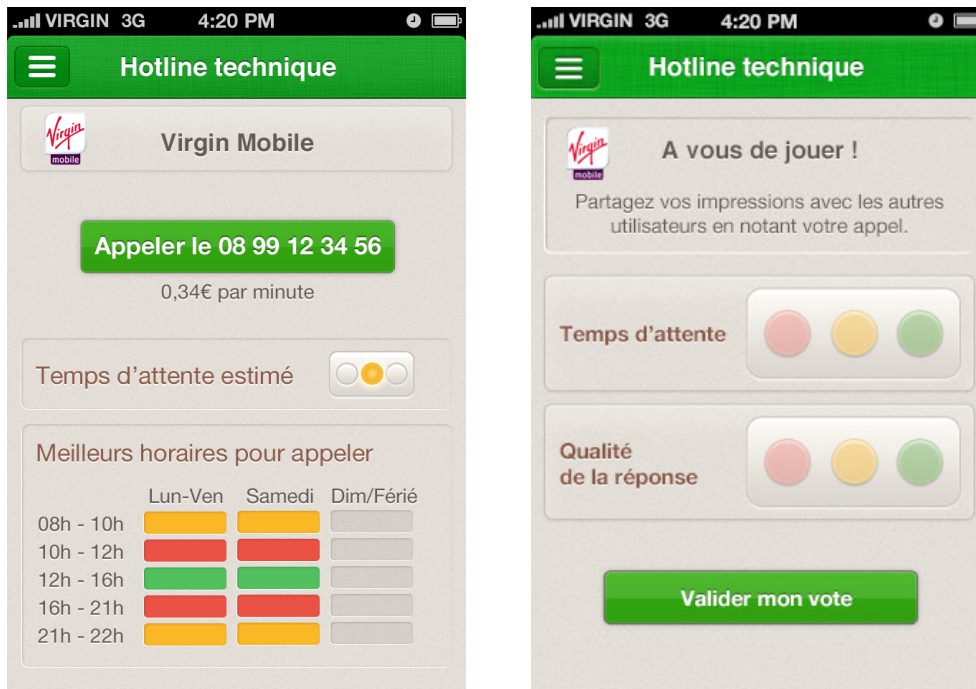 VIRGIN 3G 4:20 PM
Hotline technique
Virgin mobile
Virgin Mobile
Appeler le 08 99 12 34 56
0,34€ par minute
Temps d'attente estimé
Meilleurs horaires pour appeler
Lun-Ven Samedi Dim/Férié
08h - 10h
10h - 12h
12h - 16h
16h - 21h
21h - 22h
VIRGIN 3G 4:20 PM
Hotline technique
Virgin mobile
A vous de jouer !
Partagez vos impressions avec les autres
utilisateurs en notant votre appel.
Temps d'attente
Qualité
de la réponse
Valider mon vote